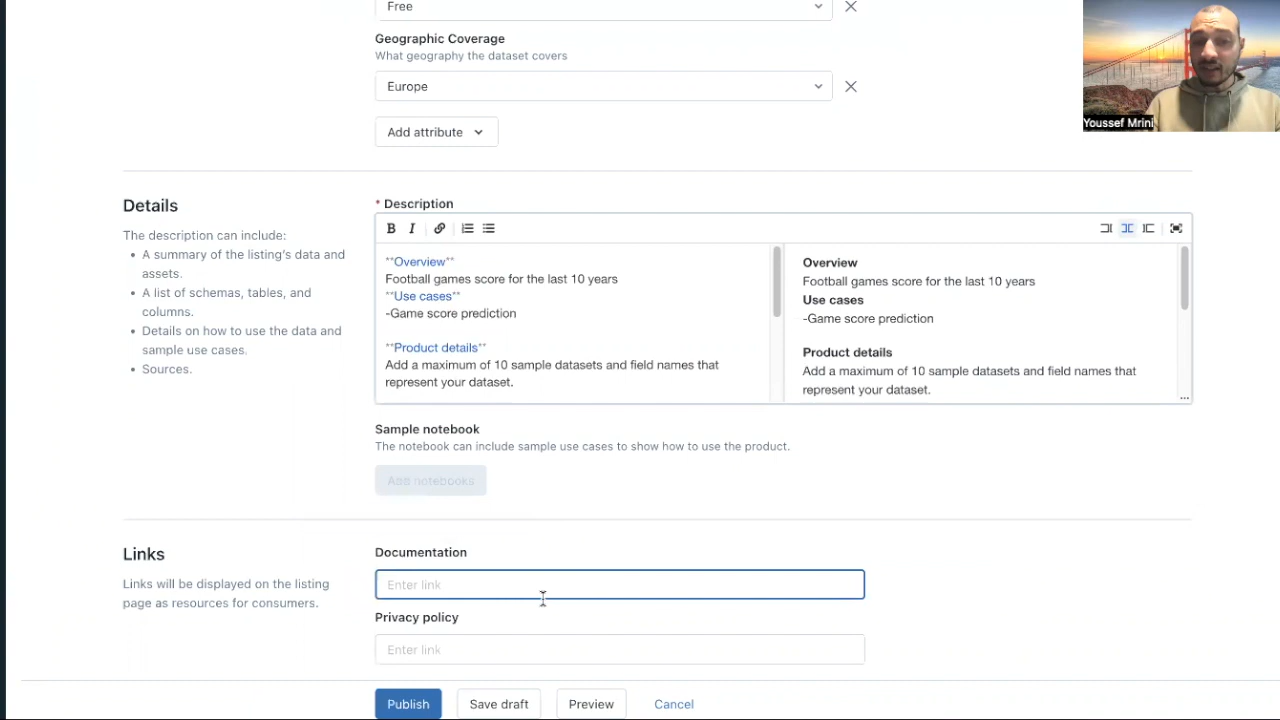 Free
Geographic Coverage
What geography the dataset covers
Europe
Add attribute
Youssef Mrini
Details
The description can include:
• A summary of the listing's data and
assets.
• A list of schemas, tables, and
columns.
• Details on how to use the data and
sample use cases.
• Sources.
* Description
B I
**Overview**
Football games score for the last 10 years
**Use cases**
-Game score prediction
**Product details**
Add a maximum of 10 sample datasets and field names that
represent your dataset.
Overview
Football games score for the last 10 years
Use cases
-Game score prediction
Product details
Add a maximum of 10 sample datasets and field names that
represent your dataset.
Sample notebook
The notebook can include sample use cases to show how to use the product.
Add notebooks
Links
Links will be displayed on the listing
page as resources for consumers.
Documentation
Enter link
Privacy policy
Enter link
Publish
Save draft
Preview
Cancel